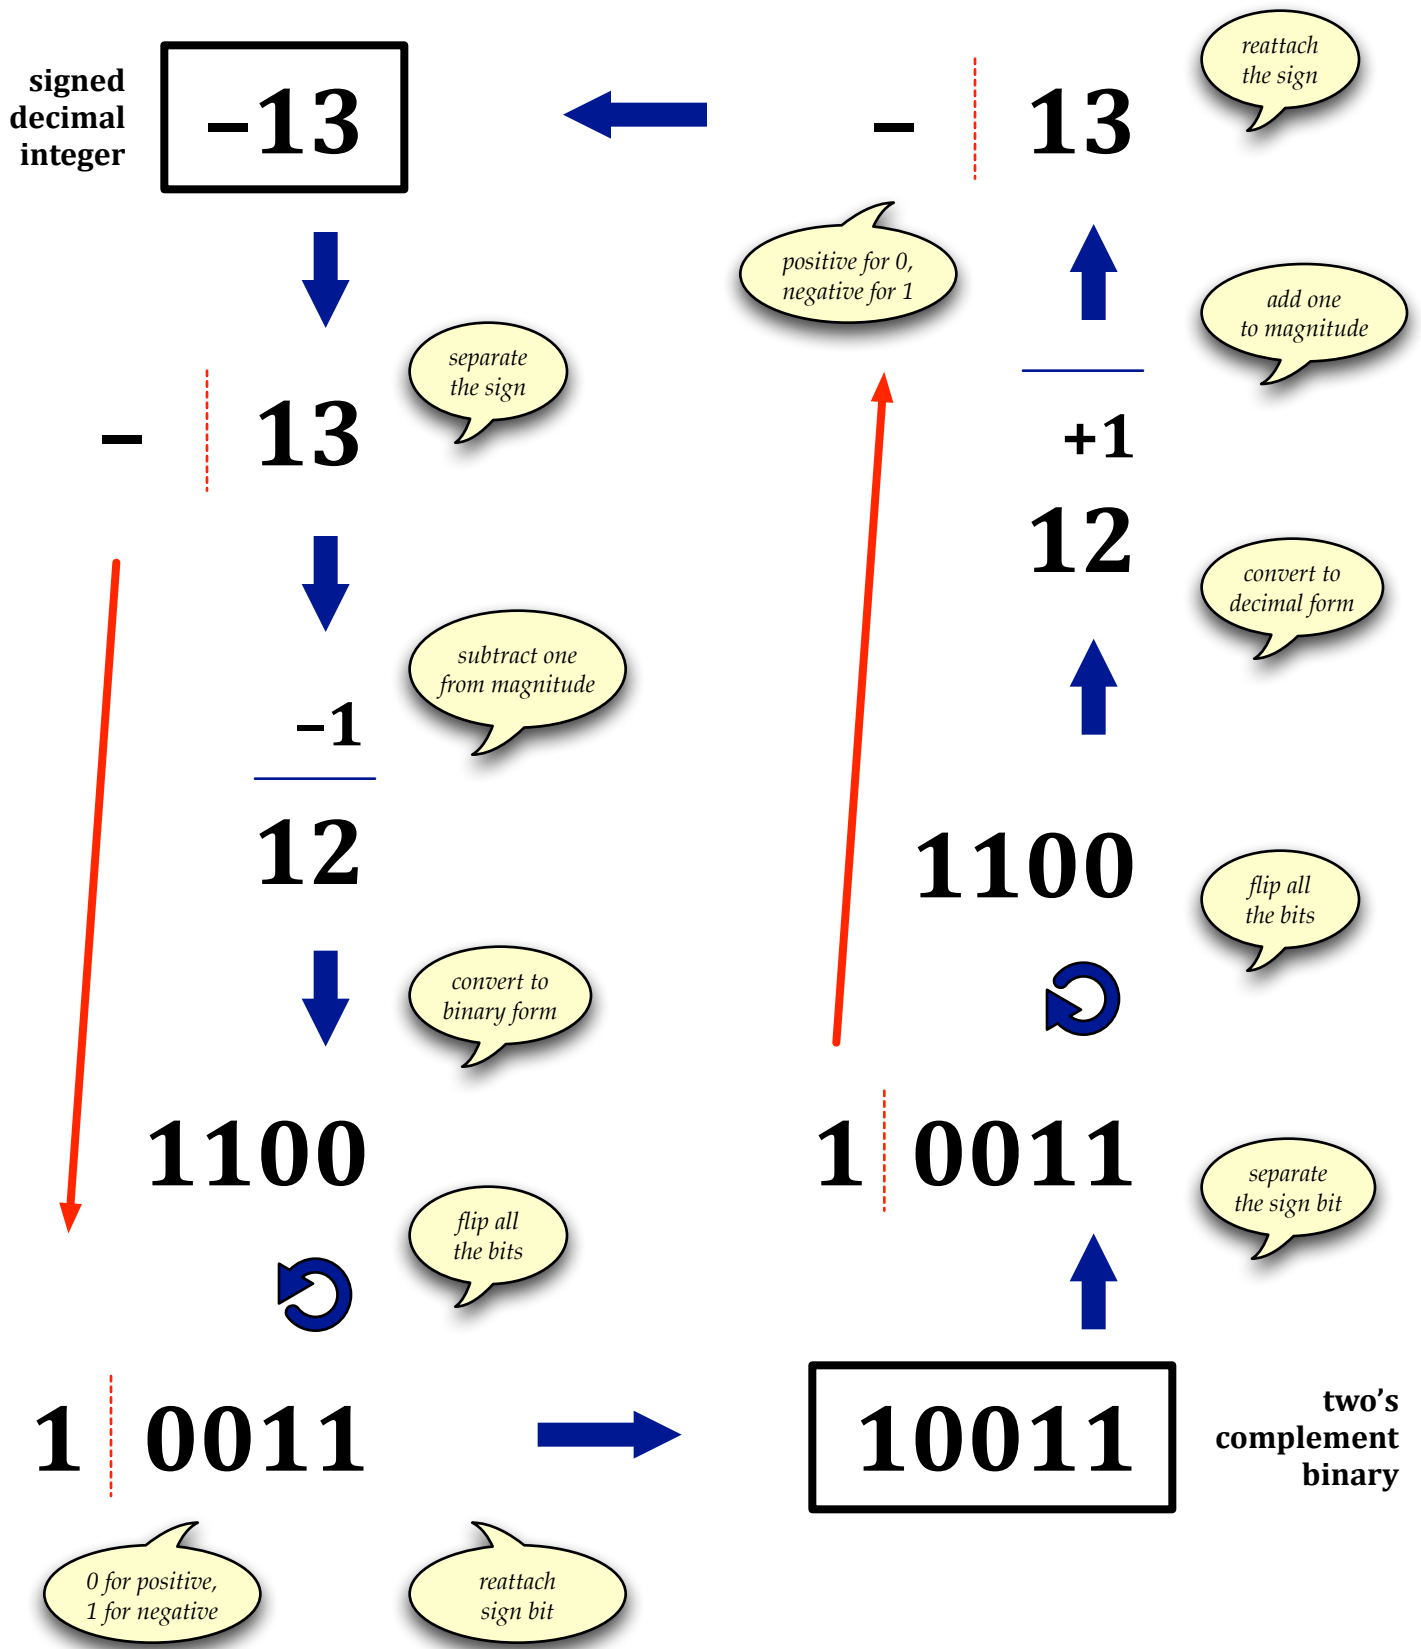 signed
decimal
integer
–13
separate
the sign
– 13
subtract one
from magnitude
–1
12
convert to
binary form
1100
flip all
the bits
1 0011
0 for positive,
1 for negative
reattach
sign bit
10011
two's
complement
binary
separate
the sign bit
1 0011
flip all
the bits
1100
convert to
decimal form
12
+1
add one
to magnitude
positive for 0,
negative for 1
– 13
reattach
the sign